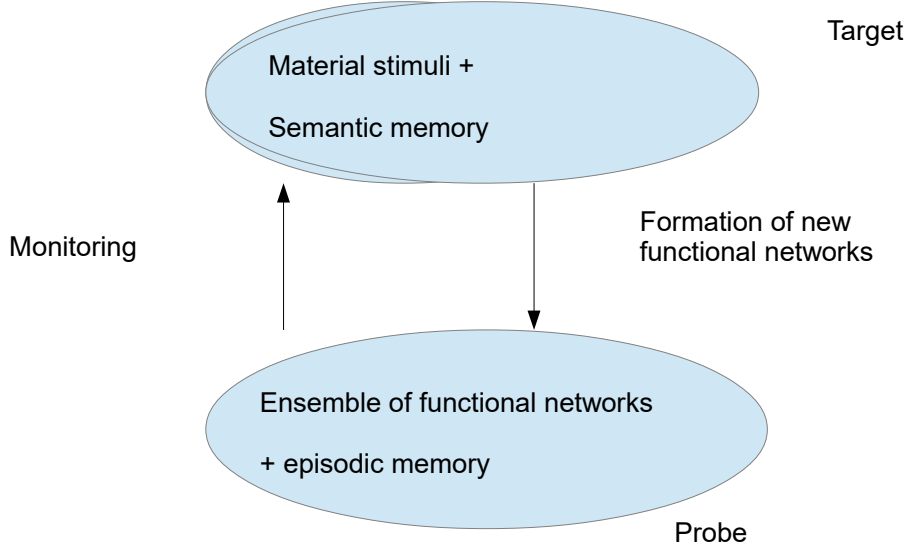 Target
Material stimuli +
Semantic memory
Monitoring
Formation of new
functional networks
Ensemble of functional networks
+ episodic memory
Probe